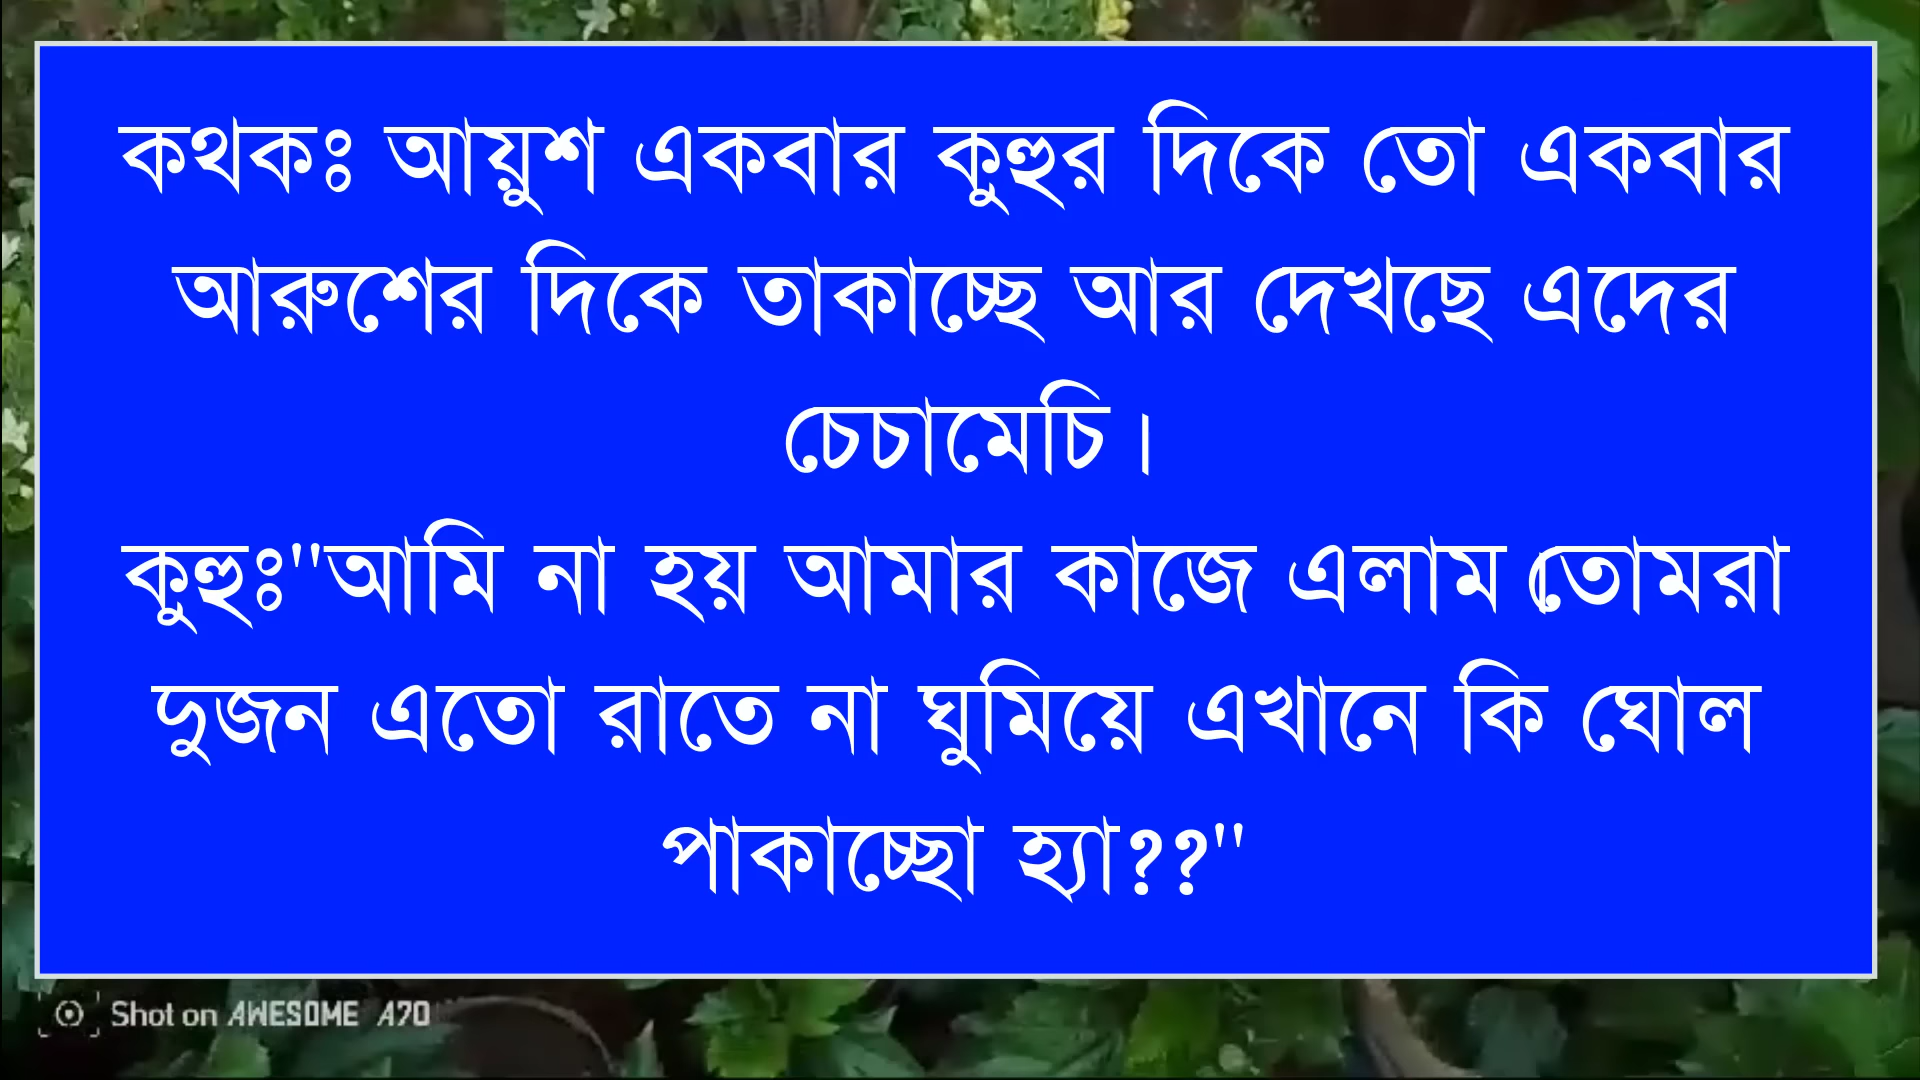 কথকঃ আয়ুশ একবার কুহুর দিকে তো একবার
আরুশের দিকে তাকাচ্ছে আর দেখছে এদের
চেচামেচি।
কুহুঃ"আমি না হয় আমার কাজে এলাম।তোমরা
দুজন এতো রাতে না ঘুমিয়ে এখানে কি ঘোল
পাকাচ্ছো হ্যা??"
Shot on AWESOME A70